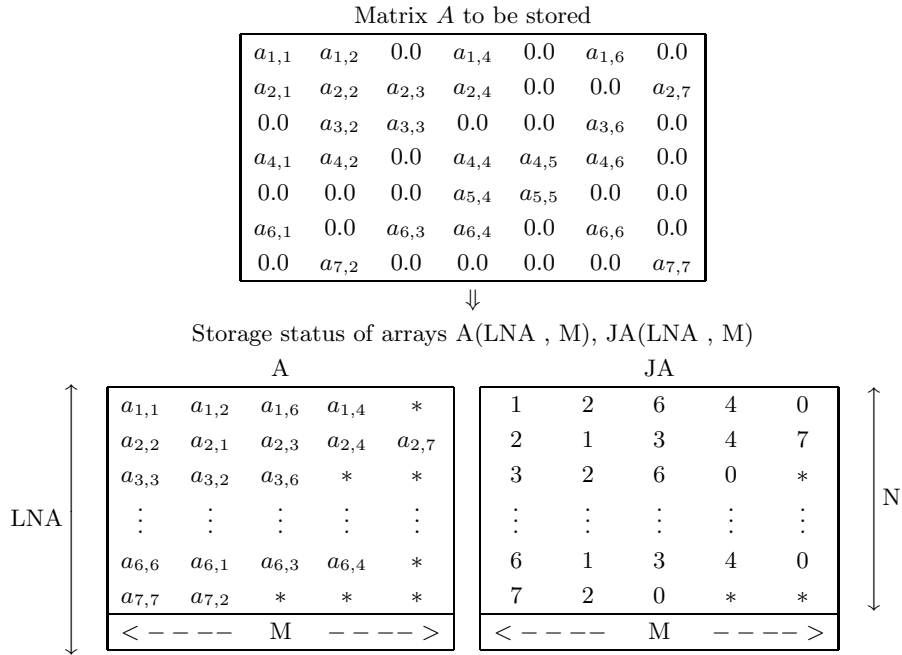 Matrix A to be stored
a1,1 a1,2 0.0 a1,4 0.0 a1,6 0.0
a2,1 a2,2 a2,3 a2,4 0.0 0.0 a2,7
0.0 a3,2 a3,3 0.0 0.0 a3,6 0.0
a4,1 a4,2 0.0 a4,4 a4,5 a4,6 0.0
0.0 0.0 0.0 a5,4 a5,5 0.0 0.0
a6,1 0.0 a6,3 a6,4 0.0 a6,6 0.0
0.0 a7,2 0.0 0.0 0.0 0.0 a7,7
⇓
Storage status of arrays A(LNA , M), JA(LNA , M)
A JA
a1,1 a1,2 a1,6 a1,4 * 1 2 6 4 0
a2,2 a2,1 a2,3 a2,4 a2,7 2 1 3 4 7
a3,3 a3,2 a3,6 * * 3 2 6 0 *
LNA ⋮ ⋮ ⋮ ⋮ ⋮ ⋮ ⋮ ⋮ ⋮ ⋮ N
a6,6 a6,1 a6,3 a6,4 * 6 1 3 4 0
a7,7 a7,2 * * * 7 2 0 * *
< − − − − M − − − − > < − − − − M − − − − >